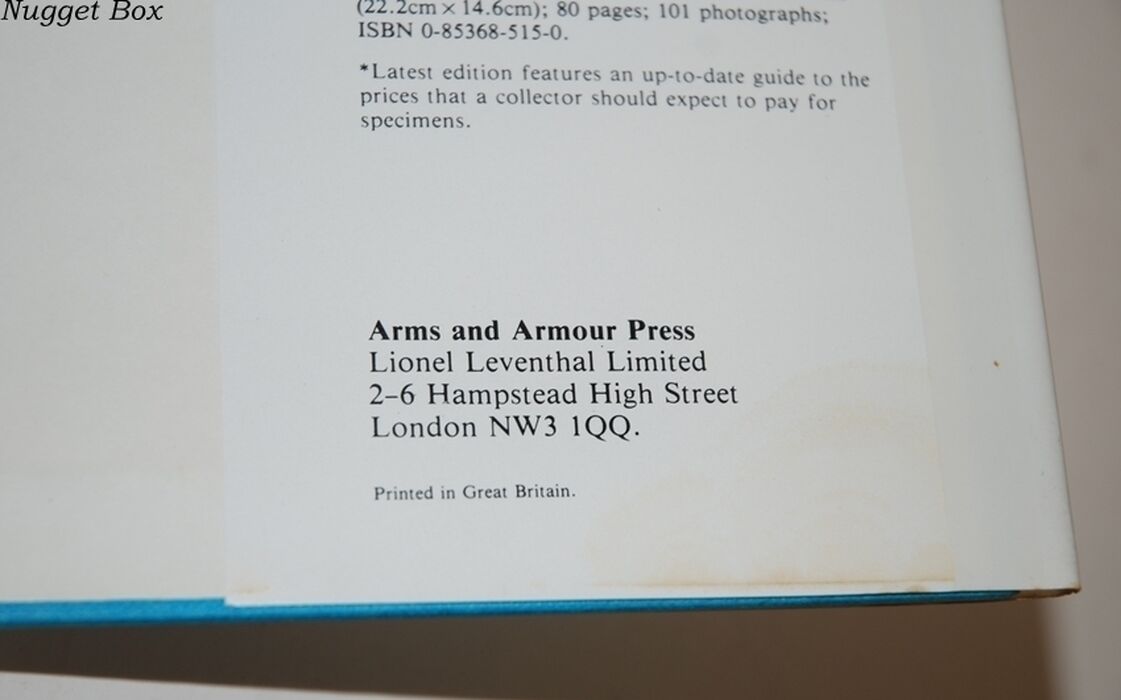 Nugget Box
(22.2cm × 14.6cm); 80 pages; 101 photographs;
ISBN 0-85368-515-0.
*Latest edition features an up-to-date guide to the
prices that a collector should expect to pay for
specimens.
Arms and Armour Press
Lionel Leventhal Limited
2–6 Hampstead High Street
London NW3 1QQ.
Printed in Great Britain.